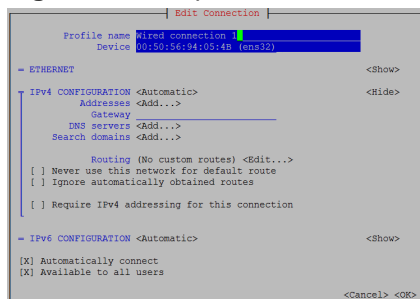 Edit Connection
Profile name Wired connection 1
Device 00:50:56:94:05:4B (ens32)
= ETHERNET <Show>
IPv4 CONFIGURATION <Automatic> <Hide>
Addresses <Add...>
Gateway
DNS servers <Add...>
Search domains <Add...>
Routing (No custom routes) <Edit...>
[ ] Never use this network for default route
[ ] Ignore automatically obtained routes
[ ] Require IPv4 addressing for this connection
= IPv6 CONFIGURATION <Automatic> <Show>
[X] Automatically connect
[X] Available to all users
<Cancel> <OK>